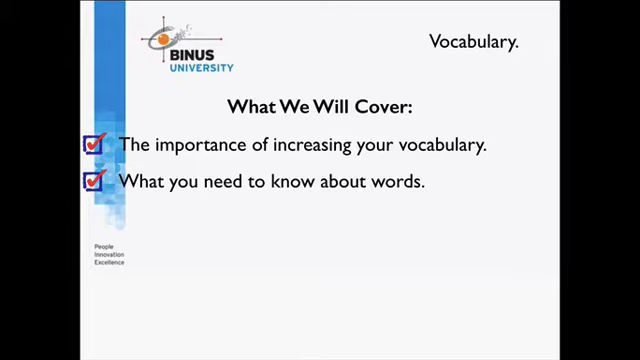 Vocabulary.
BINUS
UNIVERSITY
What We Will Cover:
The importance of increasing your vocabulary.
What you need to know about words.
People
Innovation
Excellence